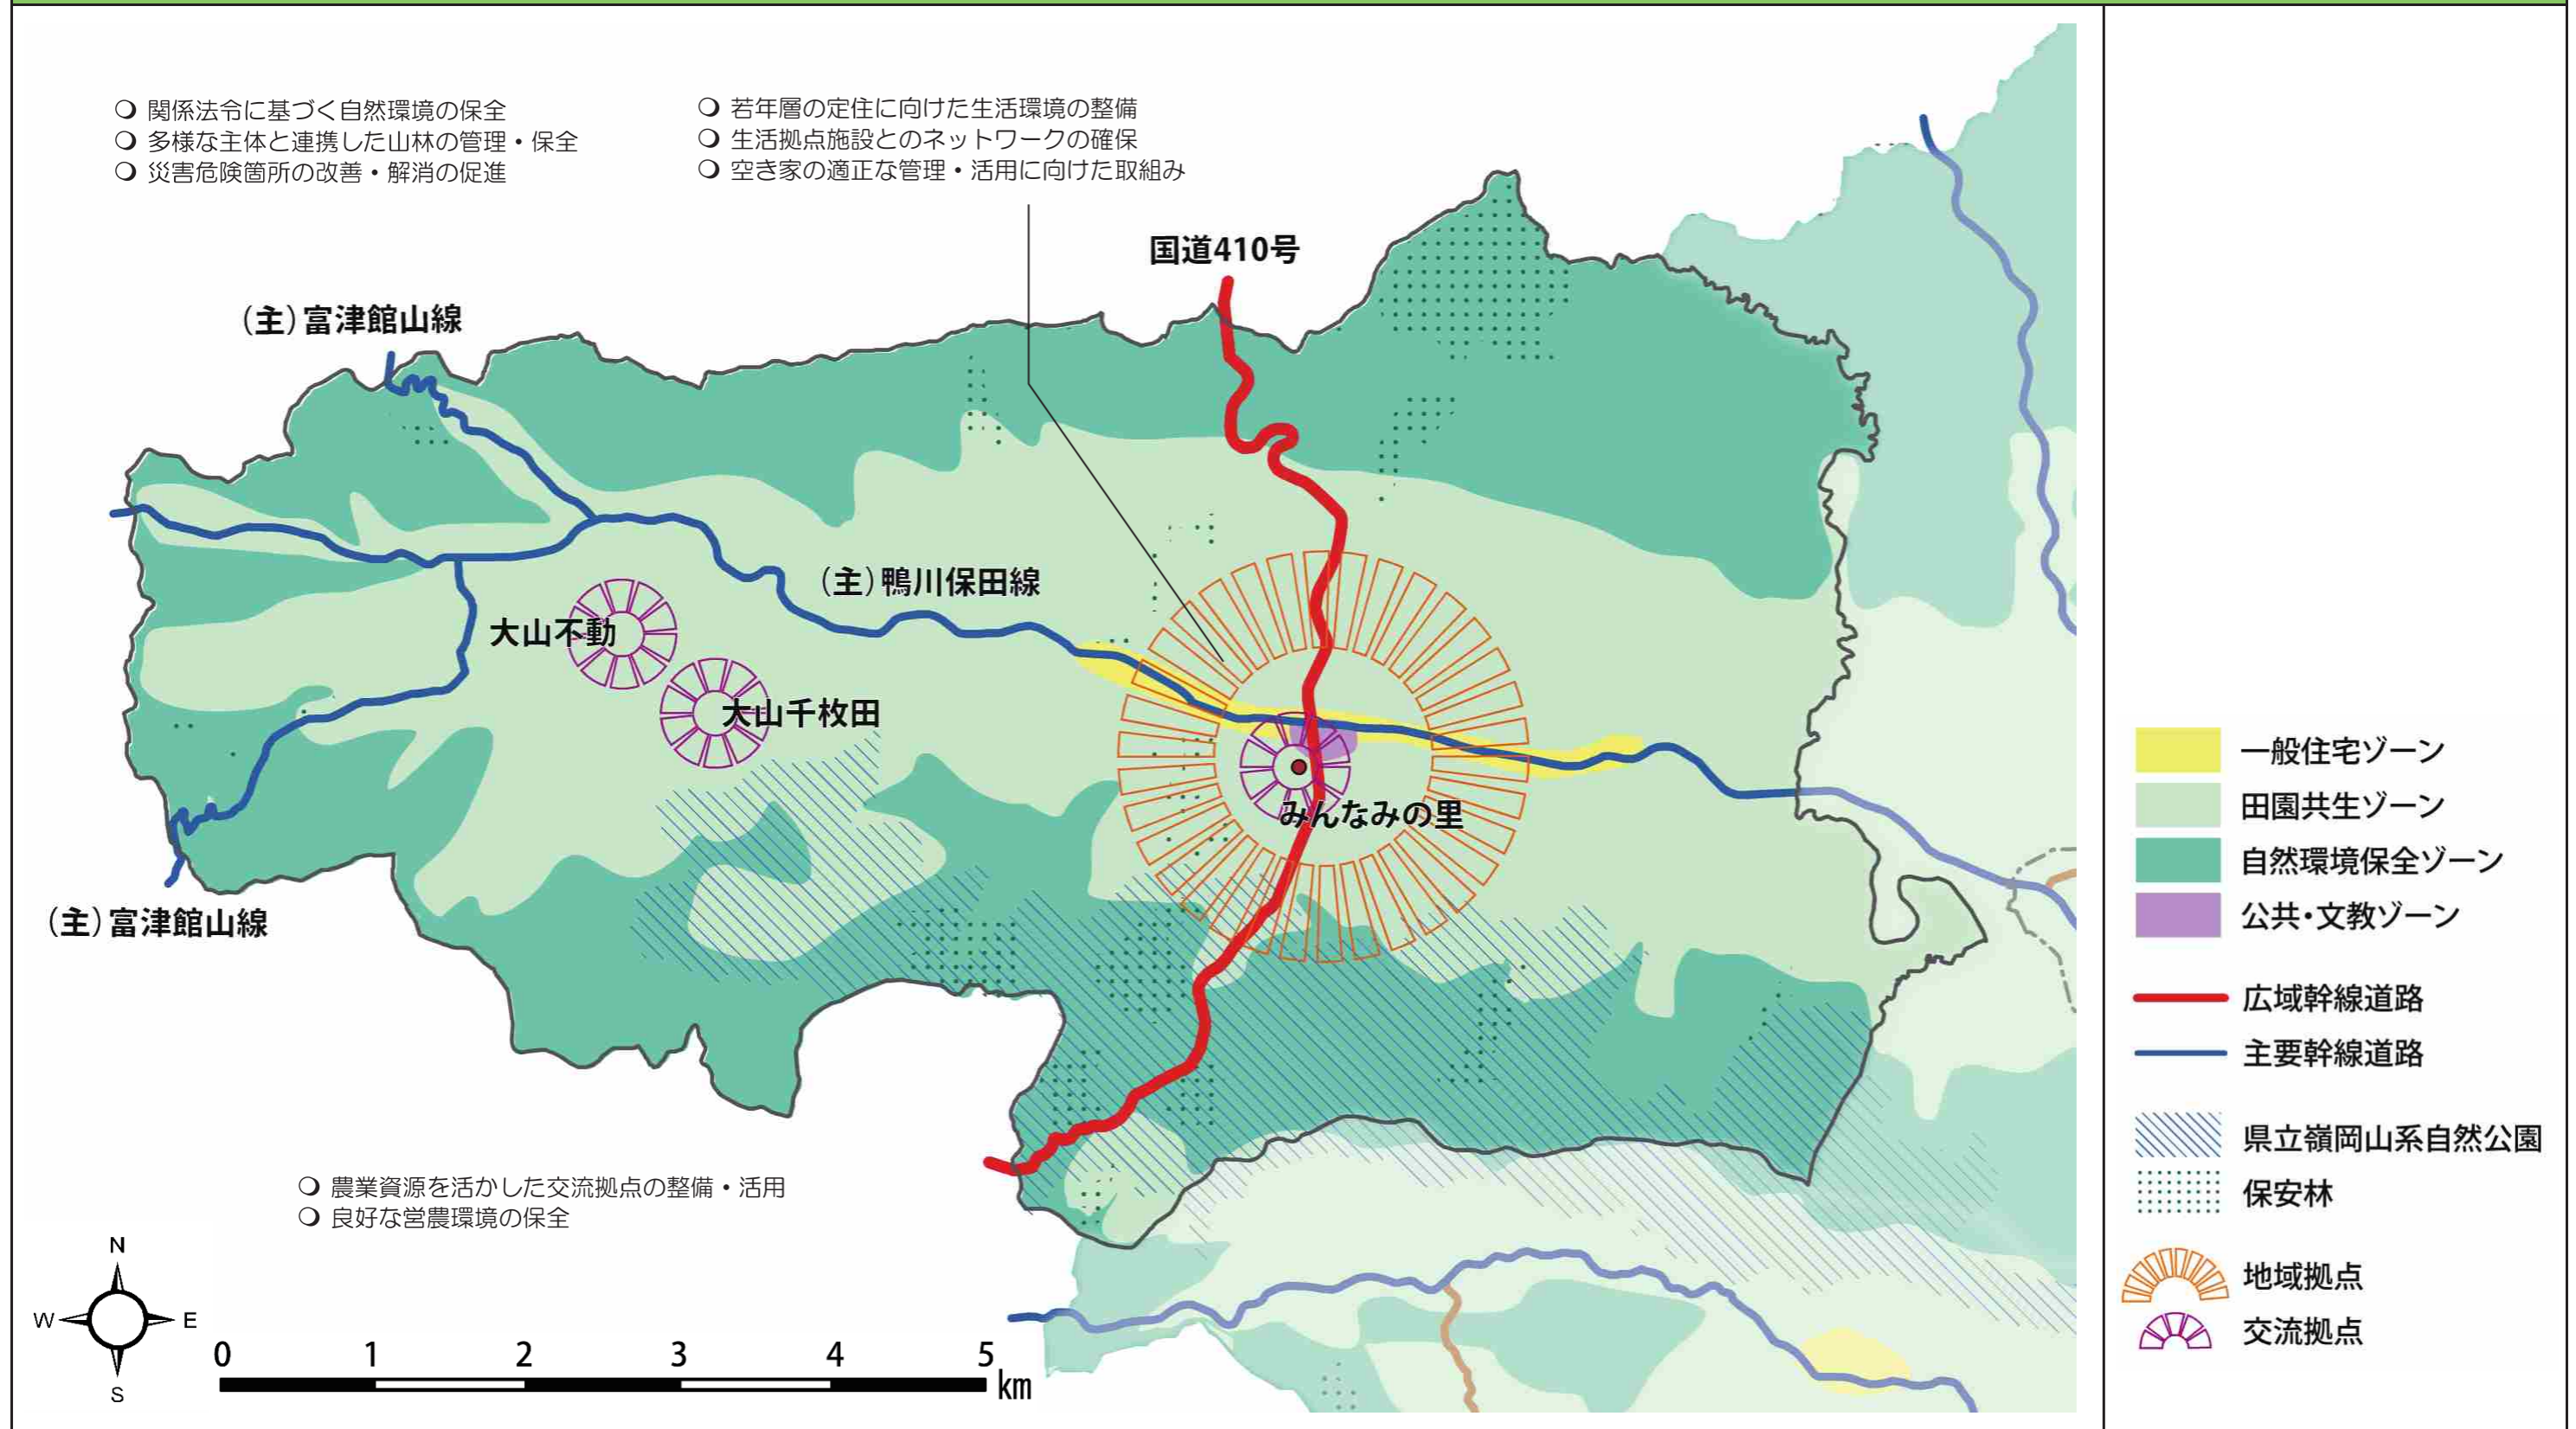 ○ 関係法令に基づく自然環境の保全
○ 多様な主体と連携した山林の管理・保全
○ 災害危険箇所の改善・解消の促進
○ 若年層の定住に向けた生活環境の整備
○ 生活拠点施設とのネットワークの確保
○ 空き家の適正な管理・活用に向けた取組み
国道410号
(主)富津館山線
(主)鴨川保田線
大山不動
大山千枚田
みんなみの里
(主)富津館山線
○ 農業資源を活かした交流拠点の整備・活用
○ 良好な営農環境の保全
N
W E
S
0 1 2 3 4 5
km
一般住宅ゾーン
田園共生ゾーン
自然環境保全ゾーン
公共・文教ゾーン
広域幹線道路
主要幹線道路
県立嶺岡山系自然公園
保安林
地域拠点
交流拠点